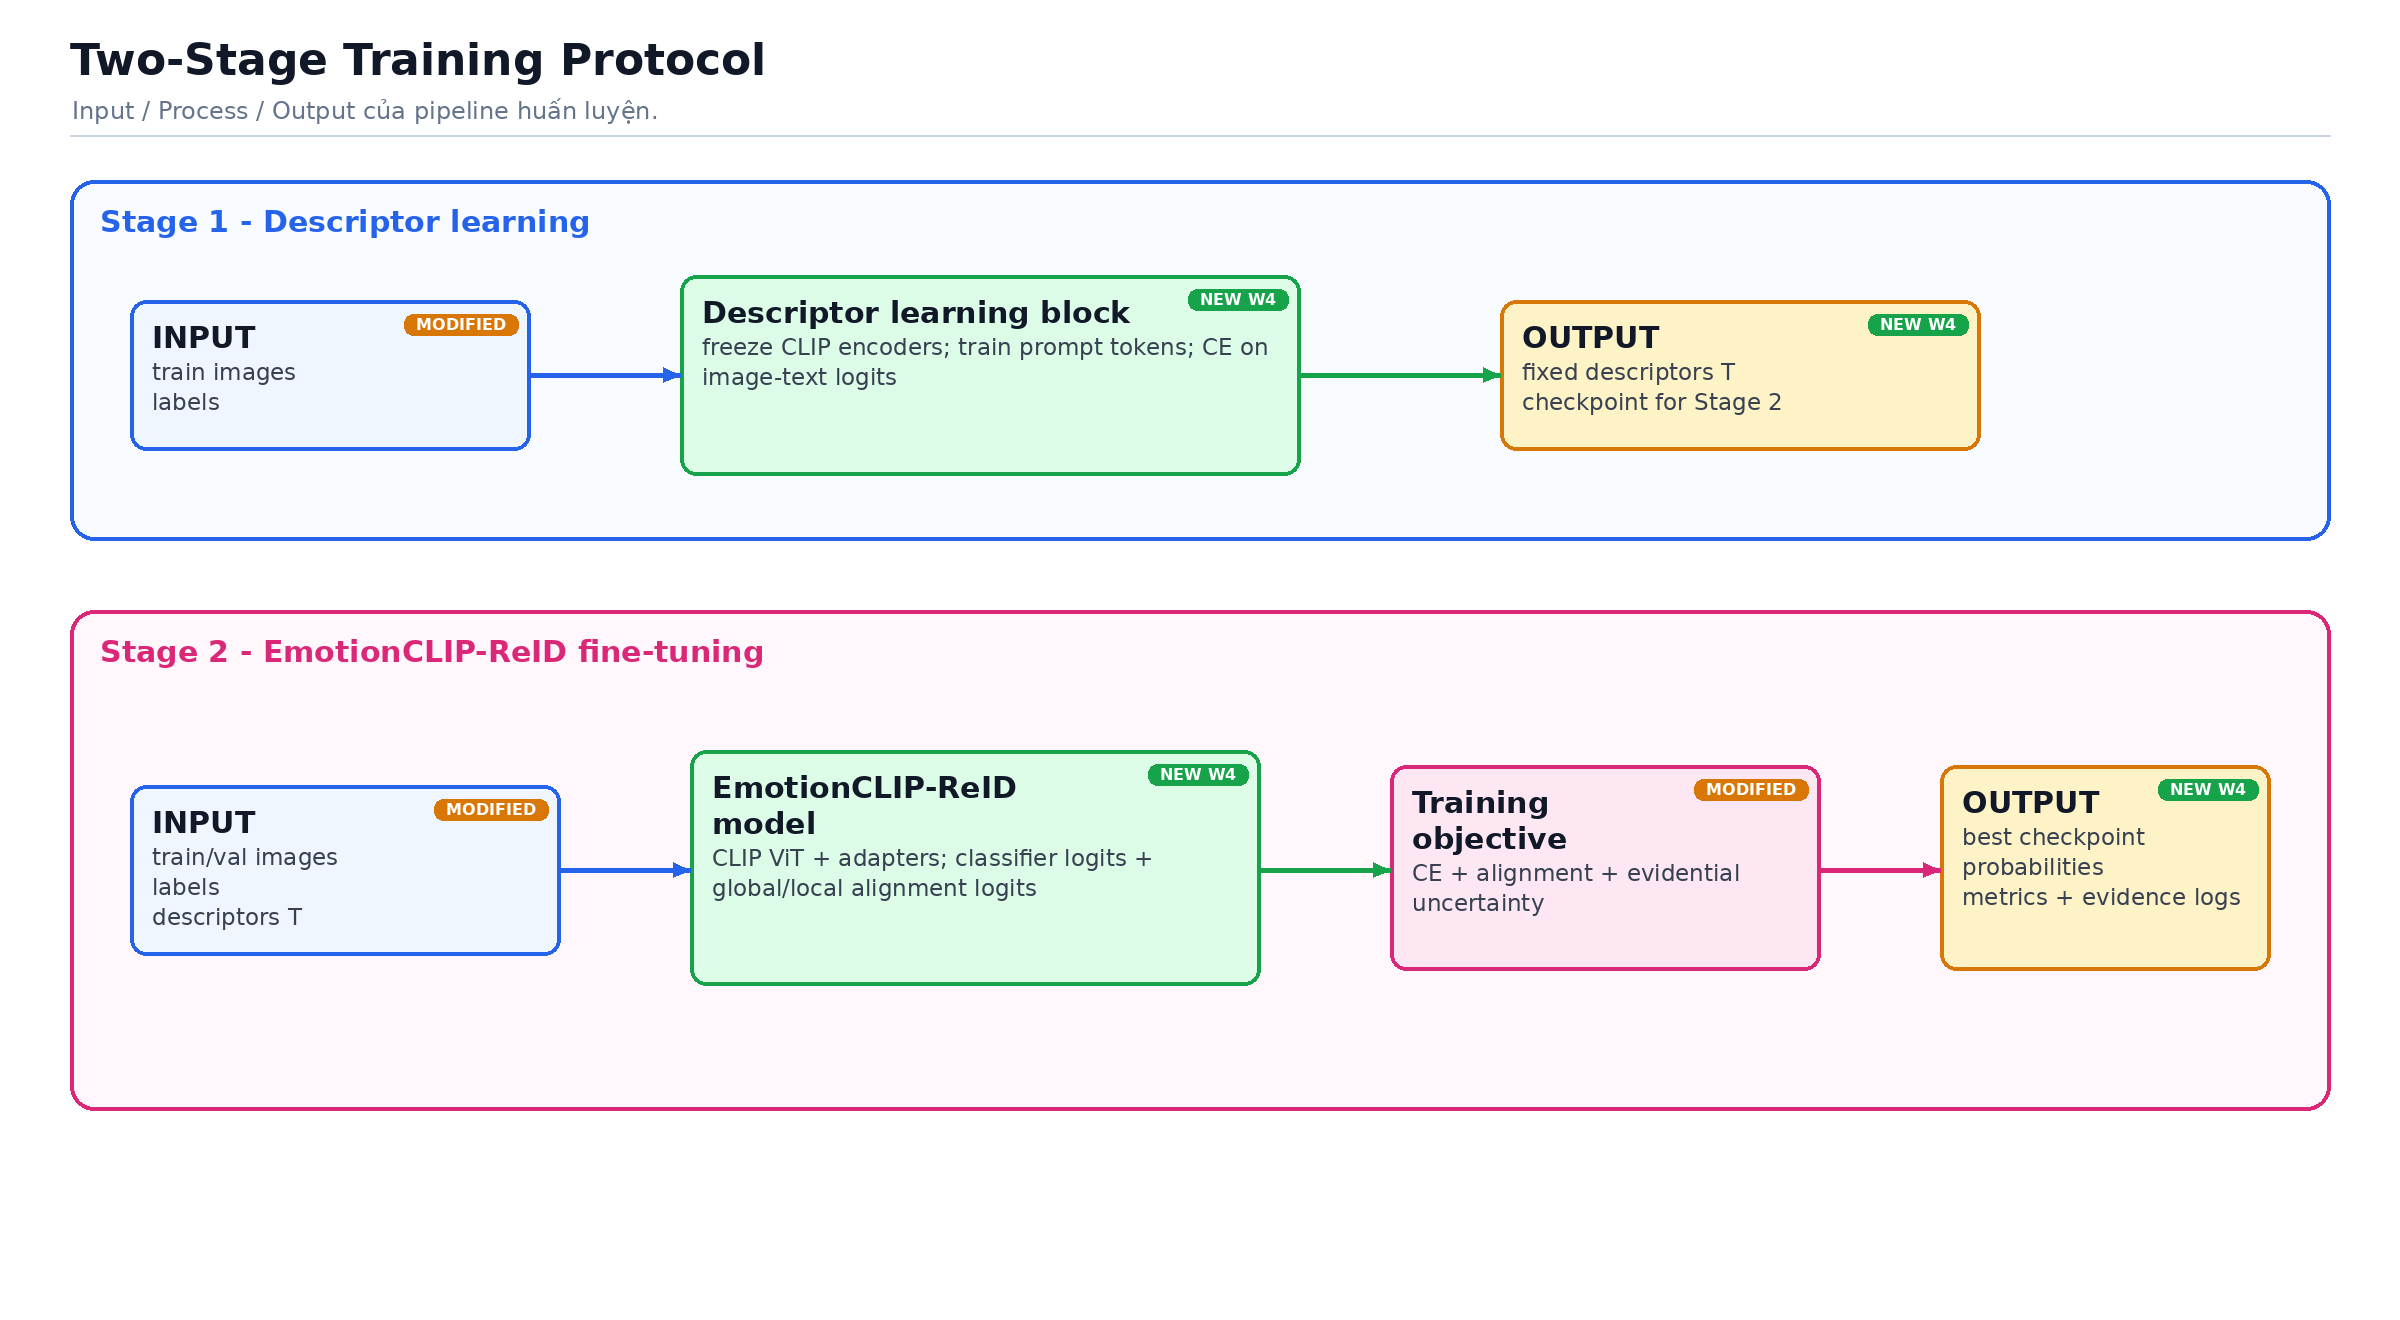 Two-Stage Training Protocol
Input / Process / Output của pipeline huấn luyện.
Stage 1 - Descriptor learning
INPUT
MODIFIED
train images
labels
Descriptor learning block
NEW W4
freeze CLIP encoders; train prompt tokens; CE on
image-text logits
OUTPUT
NEW W4
fixed descriptors T
checkpoint for Stage 2
Stage 2 - EmotionCLIP-ReID fine-tuning
INPUT
MODIFIED
train/val images
labels
descriptors T
EmotionCLIP-ReID
model
NEW W4
CLIP ViT + adapters; classifier logits +
global/local alignment logits
Training
objective
MODIFIED
CE + alignment + evidential
uncertainty
OUTPUT
NEW W4
best checkpoint
probabilities
metrics + evidence logs